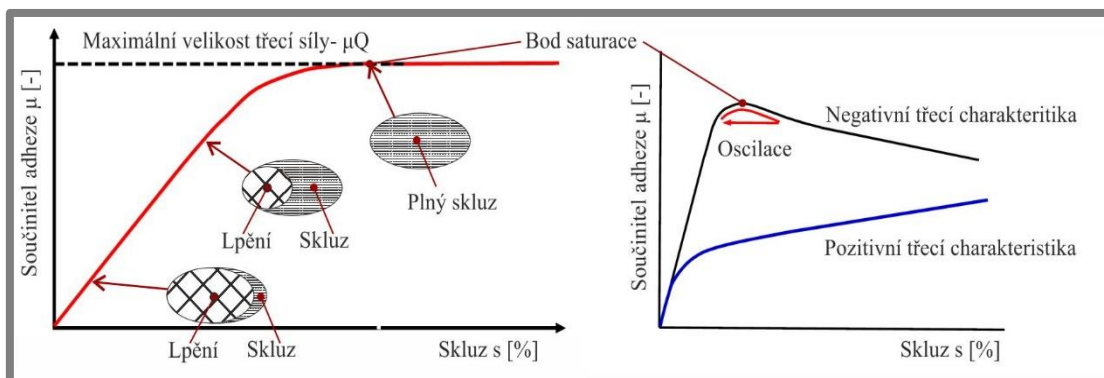 Maximální velikost třecí síly- μQ
Bod saturace
Součinitel adheze μ [-]
Plný skluz
Lpění
Skluz
Lpění
Skluz
Skluz s [%]
Součinitel adheze μ [-]
Negativní třecí charakteritika
Oscilace
Pozitivní třecí charakteristika
Skluz s [%]